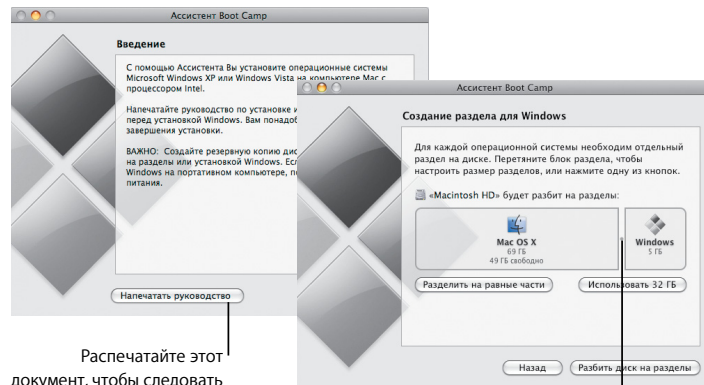 Ассистент Boot Camp
Введение
С помощью Ассистента Вы установите операционные системы
Microsoft Windows XP или Windows Vista на компьютере Mac с
процессором Intel.
Напечатайте руководство по установке и
перед установкой Windows. Вам понадоб
завершения установки.
ВАЖНО: Создайте резервную копию дис
на разделы или установкой Windows. Есл
Windows на портативном компьютере, п
питания.
Напечатать руководство
Распечатайте этот
документ, чтобы следовать
Ассистент Boot Camp
Создание раздела для Windows
Для каждой операционной системы необходим отдельный
раздел на диске. Перетяните блок раздела, чтобы
настроить размер разделов, или нажмите одну из кнопок.
«Macintosh HD» будет разбит на разделы:
Mac OS X
69 ГБ
49 ГБ свободно
Windows
5 ГБ
Разделить на равные части
Использовать 32 ГБ
Назад
Разбить диск на разделы